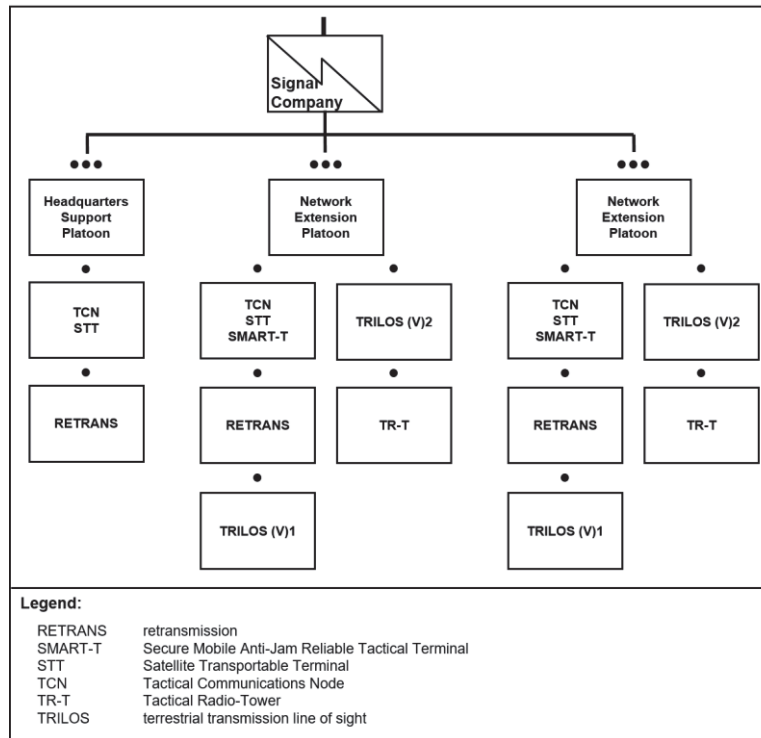 Signal
Company
Headquarters
Support
Platoon
TCN
STT
RETRANS
Network
Extension
Platoon
TCN
STT
SMART-T
TRILOS (V)2
RETRANS
TR-T
TRILOS (V)1
Network
Extension
Platoon
TCN
STT
SMART-T
TRILOS (V)2
RETRANS
TR-T
TRILOS (V)1
Legend:
RETRANS retransmission
SMART-T Secure Mobile Anti-Jam Reliable Tactical Terminal
STT Satellite Transportable Terminal
TCN Tactical Communications Node
TR-T Tactical Radio-Tower
TRILOS terrestrial transmission line of sight